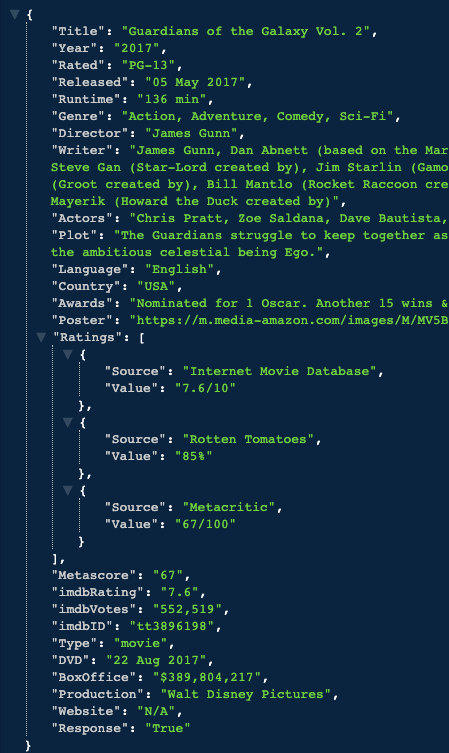 {
"Title": "Guardians of the Galaxy Vol. 2",
"Year": "2017",
"Rated": "PG-13",
"Released": "05 May 2017",
"Runtime": "136 min",
"Genre": "Action, Adventure, Comedy, Sci-Fi",
"Director": "James Gunn",
"Writer": "James Gunn, Dan Abnett (based on the Mar
Steve Gan (Star-Lord created by), Jim Starlin (Gamo
(Groot created by), Bill Mantlo (Rocket Raccoon cre
Mayerik (Howard the Duck created by)",
"Actors": "Chris Pratt, Zoe Saldana, Dave Bautista,
"Plot": "The Guardians struggle to keep together as
the ambitious celestial being Ego.",
"Language": "English",
"Country": "USA",
"Awards": "Nominated for 1 Oscar. Another 15 wins &
"Poster": "https://m.media-amazon.com/images/M/MV5B
"Ratings": [
{
"Source": "Internet Movie Database",
"Value": "7.6/10"
},
{
"Source": "Rotten Tomatoes",
"Value": "85%"
},
{
"Source": "Metacritic",
"Value": "67/100"
}
],
"Metascore": "67",
"imdbRating": "7.6",
"imdbVotes": "552,519",
"imdbID": "tt3896198",
"Type": "movie",
"DVD": "22 Aug 2017",
"BoxOffice": "$389,804,217",
"Production": "Walt Disney Pictures",
"Website": "N/A",
"Response": "True"
}